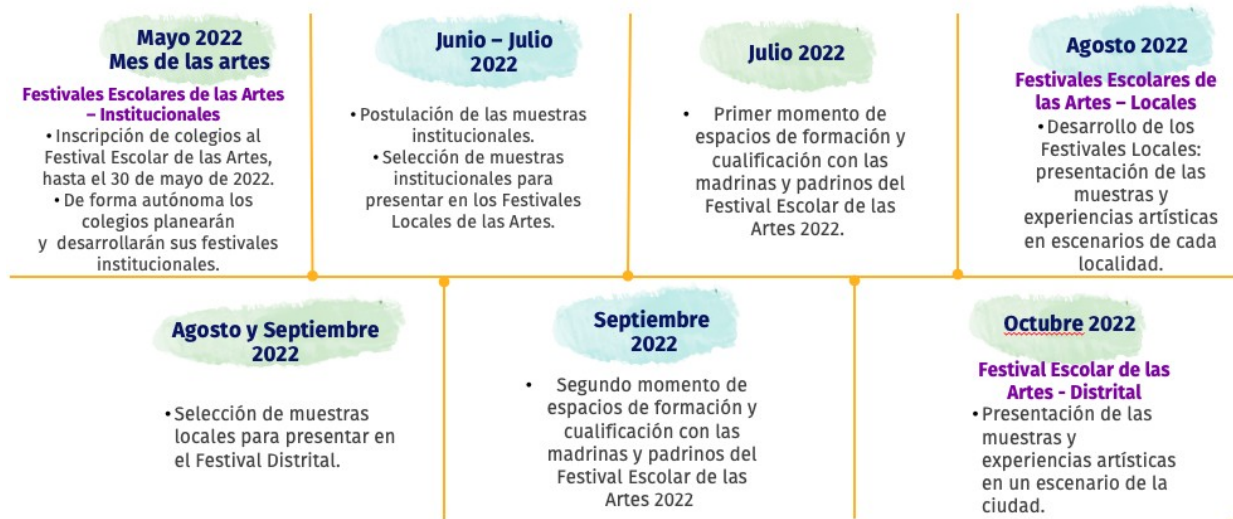 Mayo 2022
Mes de las artes
Festivales Escolares de las Artes
– Institucionales
• Inscripción de colegios al
Festival Escolar de las Artes,
hasta el 30 de mayo de 2022.
• De forma autónoma los
colegios planearán
y desarrollarán sus festivales
institucionales.
Junio – Julio
2022
• Postulación de las muestras
institucionales.
• Selección de muestras
institucionales para
presentar en los Festivales
Locales de las Artes.
Julio 2022
• Primer momento de
espacios de formación y
cualificación con las
madrinas y padrinos del
Festival Escolar de las
Artes 2022.
Agosto 2022
Festivales Escolares de
las Artes – Locales
• Desarrollo de los
Festivales Locales:
presentación de las
muestras y
experiencias artísticas
en escenarios de cada
localidad.
Agosto y Septiembre
2022
• Selección de muestras
locales para presentar en
el Festival Distrital.
Septiembre
2022
• Segundo momento de
espacios de formación y
cualificación con las
madrinas y padrinos del
Festival Escolar de las
Artes 2022
Octubre 2022
Festival Escolar de las
Artes - Distrital
• Presentación de las
muestras y
experiencias artísticas
en un escenario de la
ciudad.